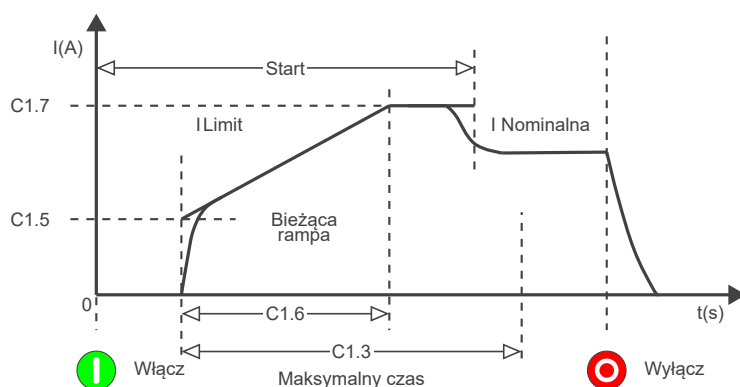 I(A)
Start
C1.7
I Limit
I Nominalna
C1.5
Bieżąca
rampa
0
t(s)
C1.6
C1.3
Włącz
Maksymalny czas
Wyłącz